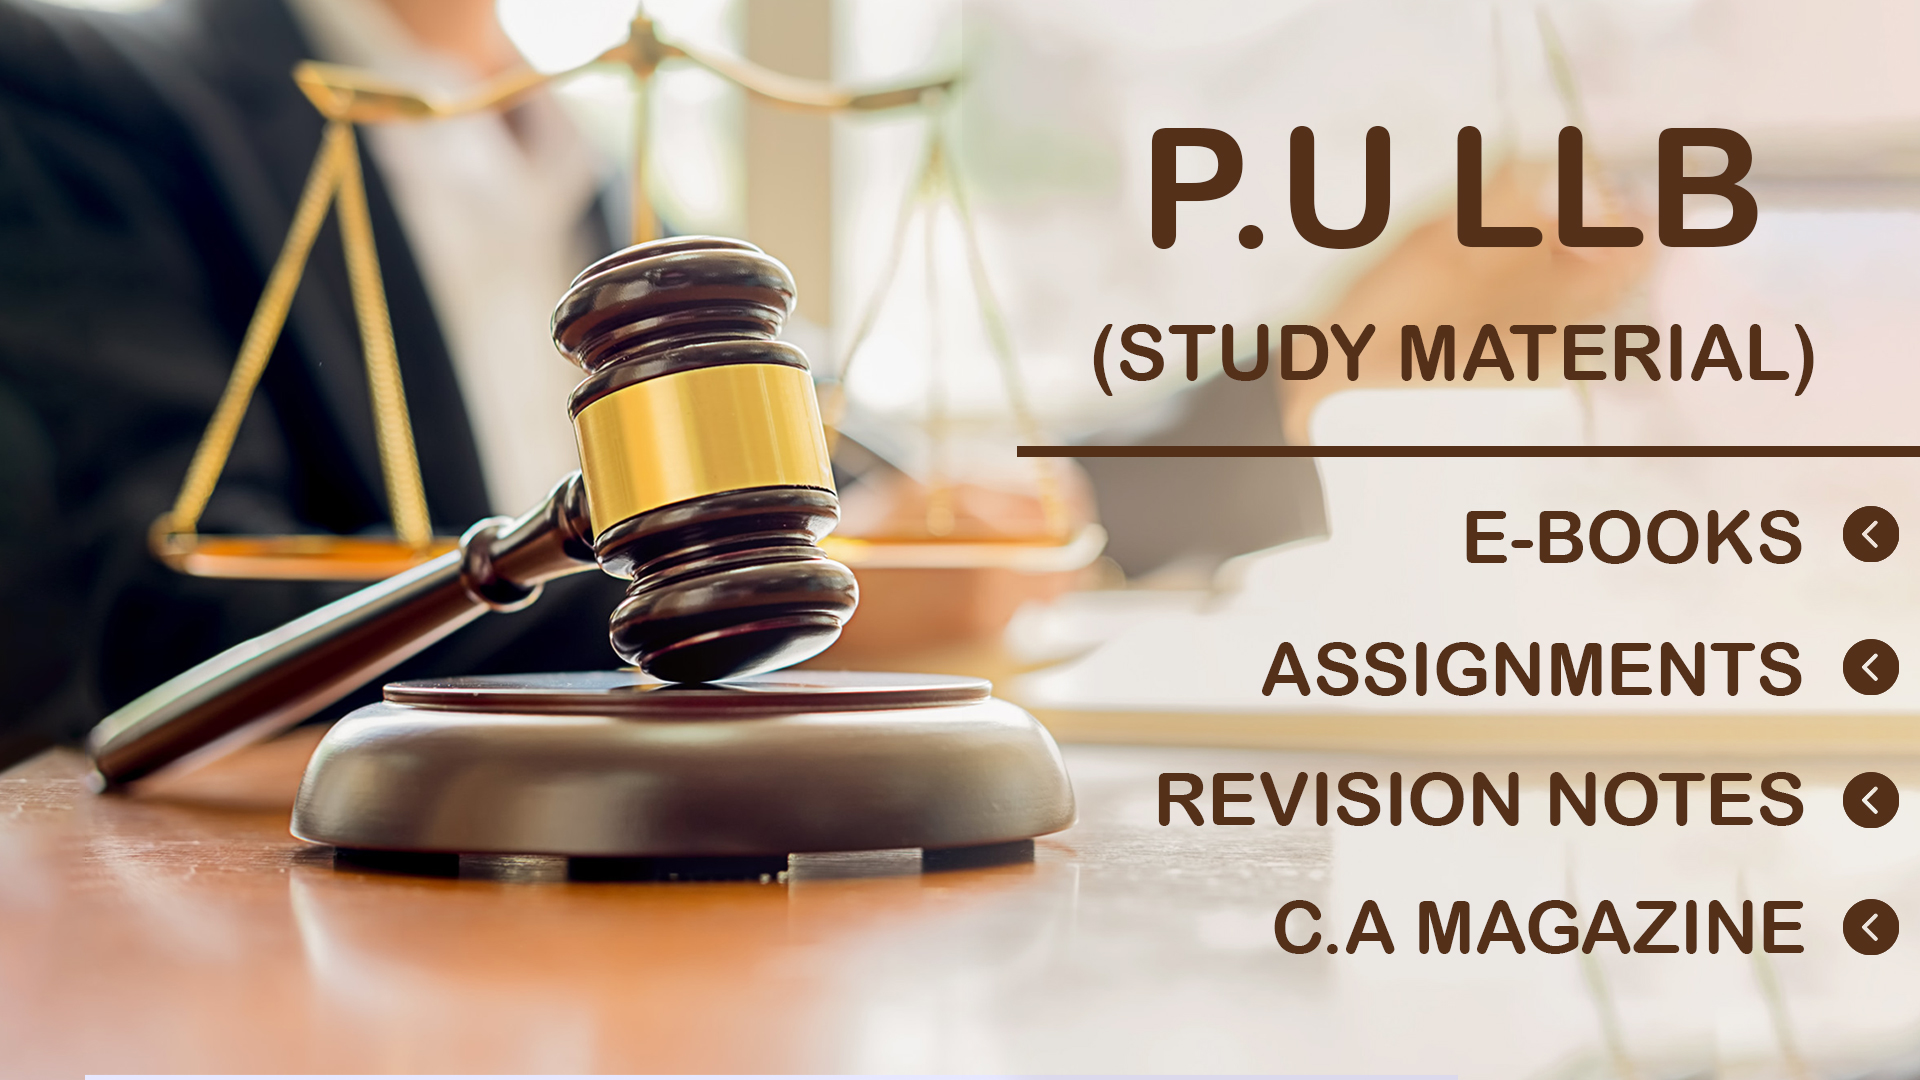 P.U LLB
(STUDY MATERIAL)
E-BOOKS
ASSIGNMENTS
REVISION NOTES
C.A MAGAZINE